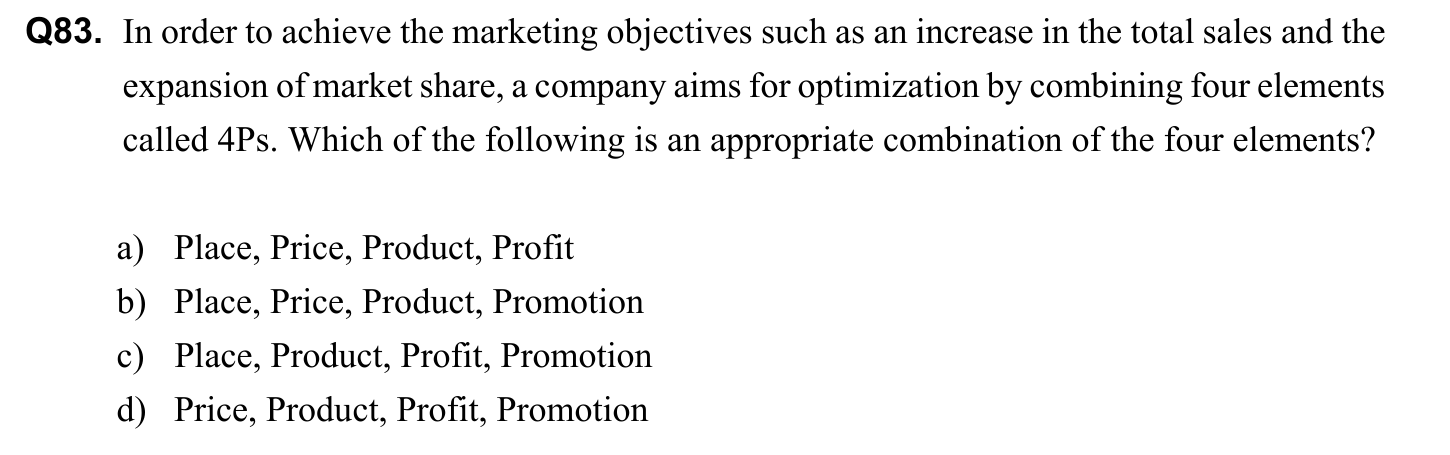 Q83. In order to achieve the marketing objectives such as an increase in the total sales and the
expansion of market share, a company aims for optimization by combining four elements
called 4Ps. Which of the following is an appropriate combination of the four elements?
a) Place, Price, Product, Profit
b) Place, Price, Product, Promotion
c) Place, Product, Profit, Promotion
d) Price, Product, Profit, Promotion